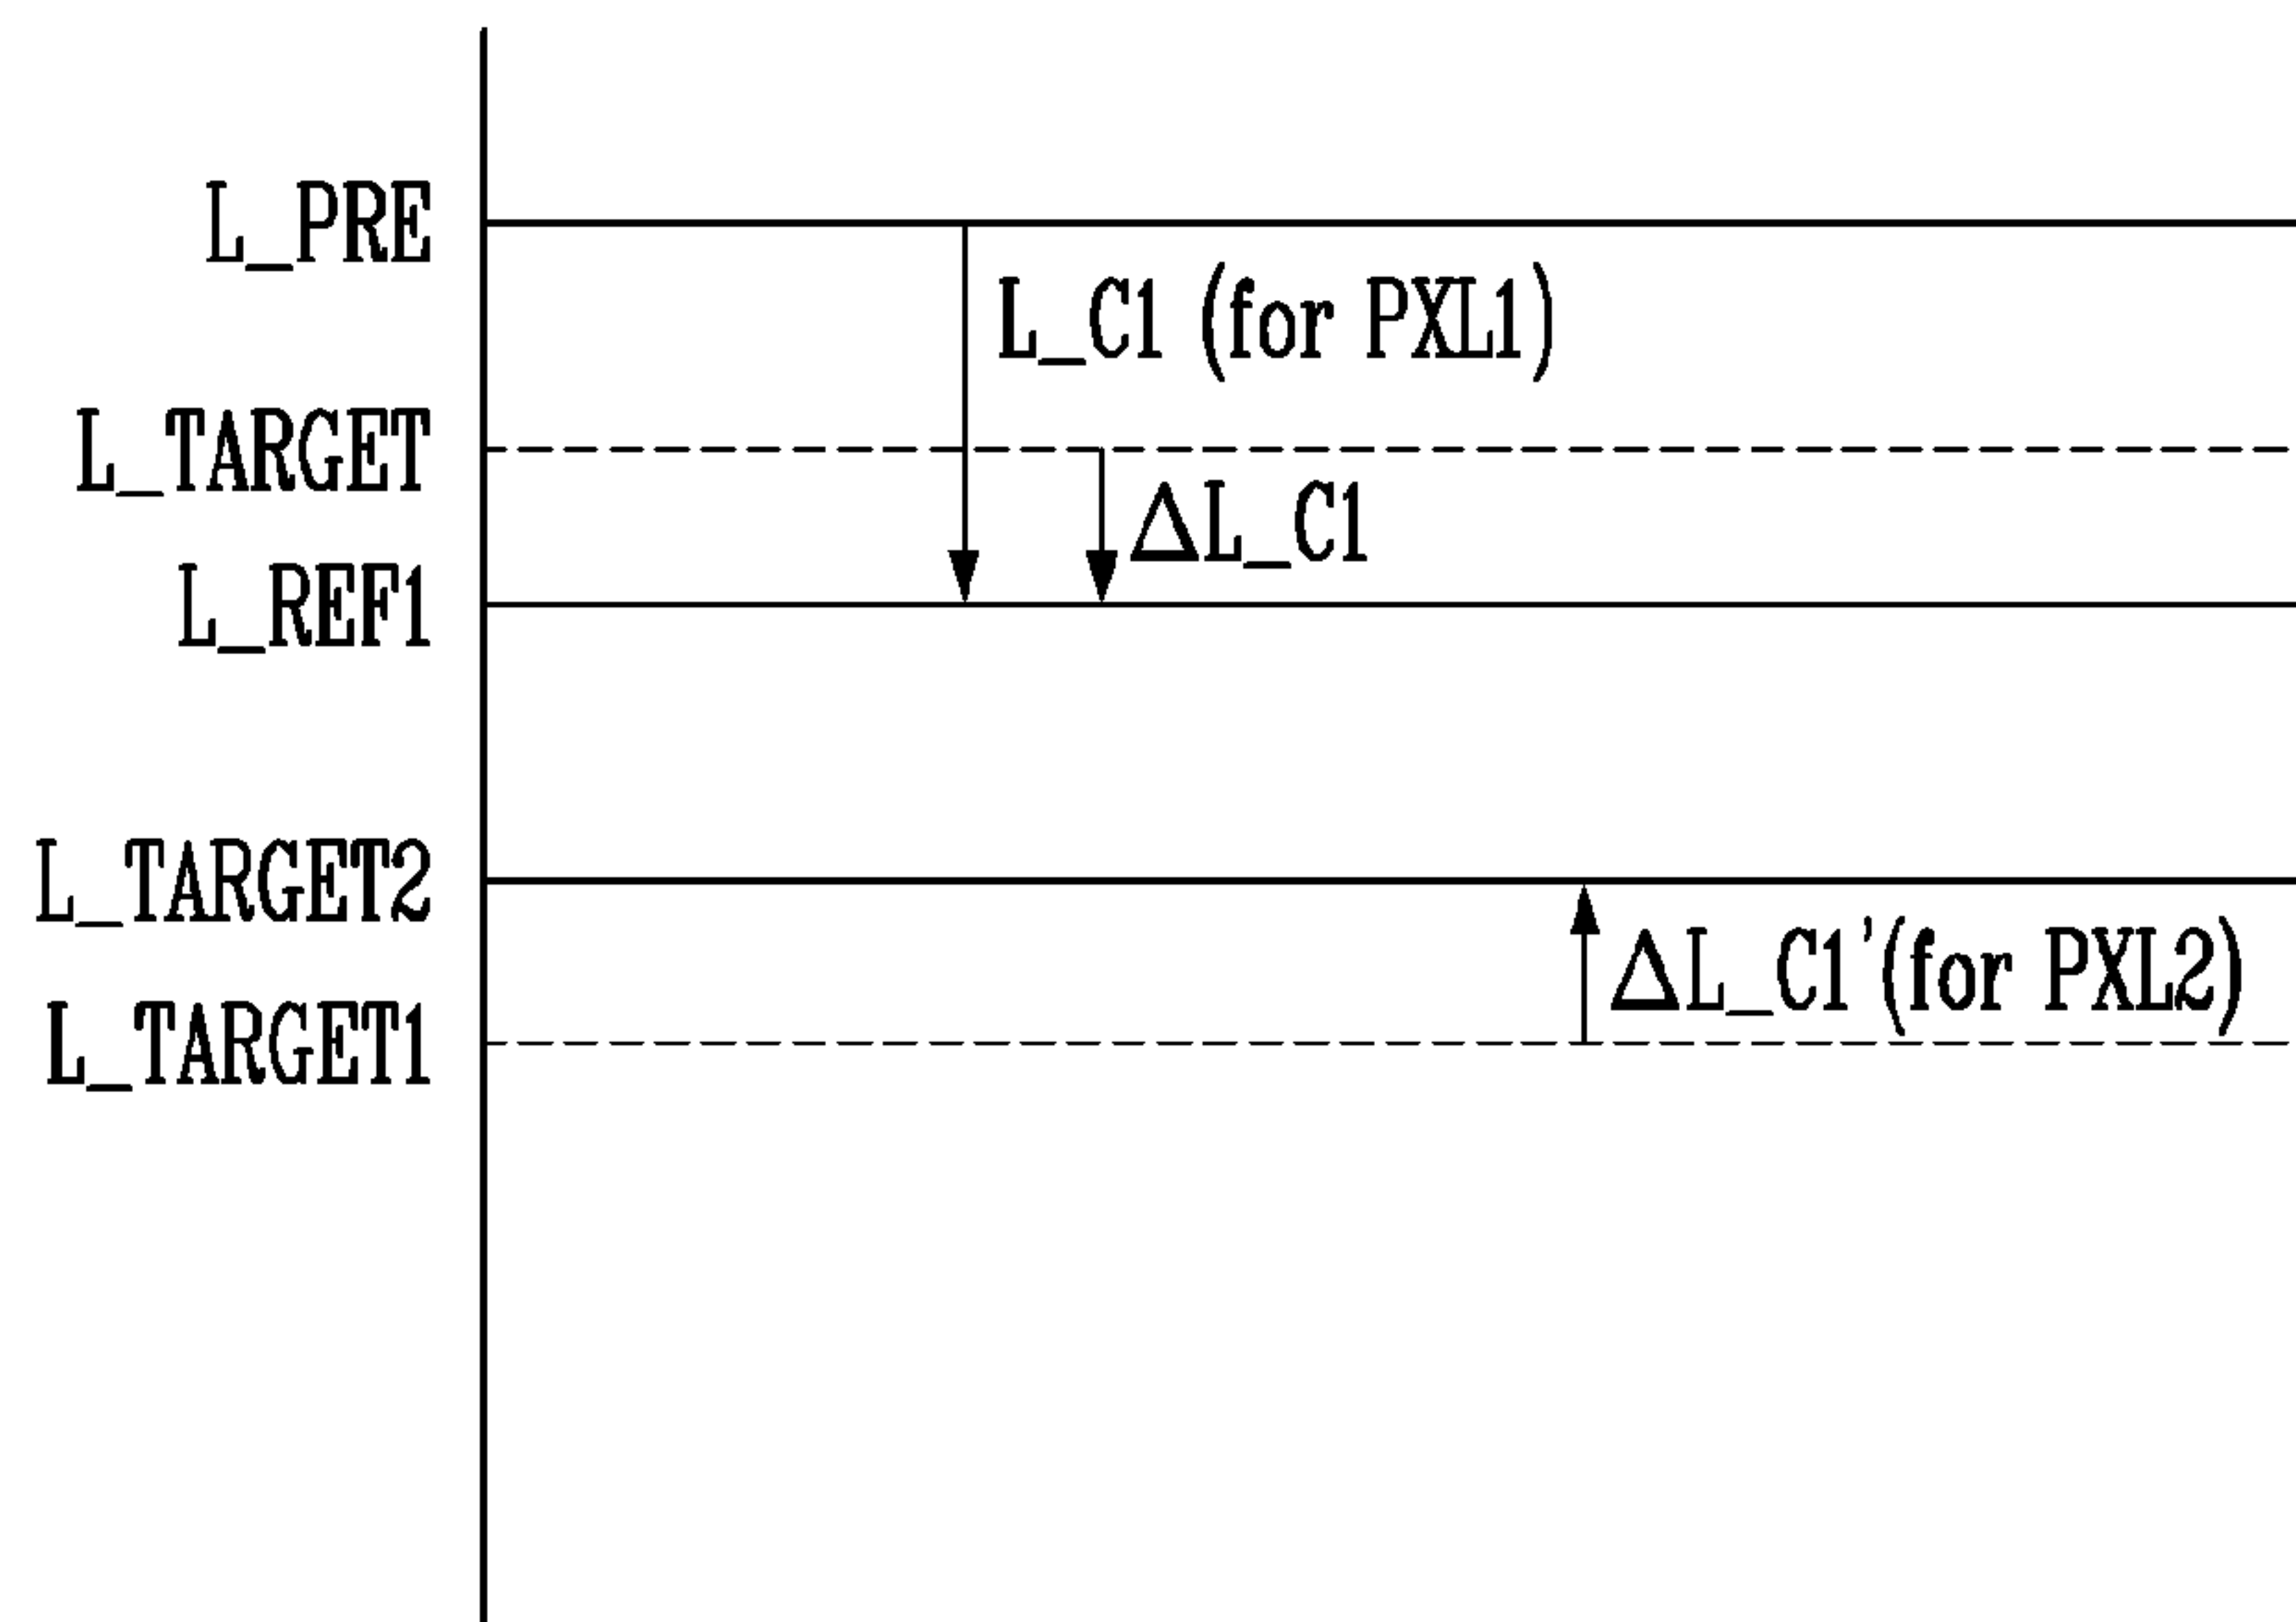 L_PRE
L_C1 (for PXL1)
L_TARGET
ΔL_C1
L_REF1
L_TARGET2
ΔL_C1'(for PXL2)
L_TARGET1